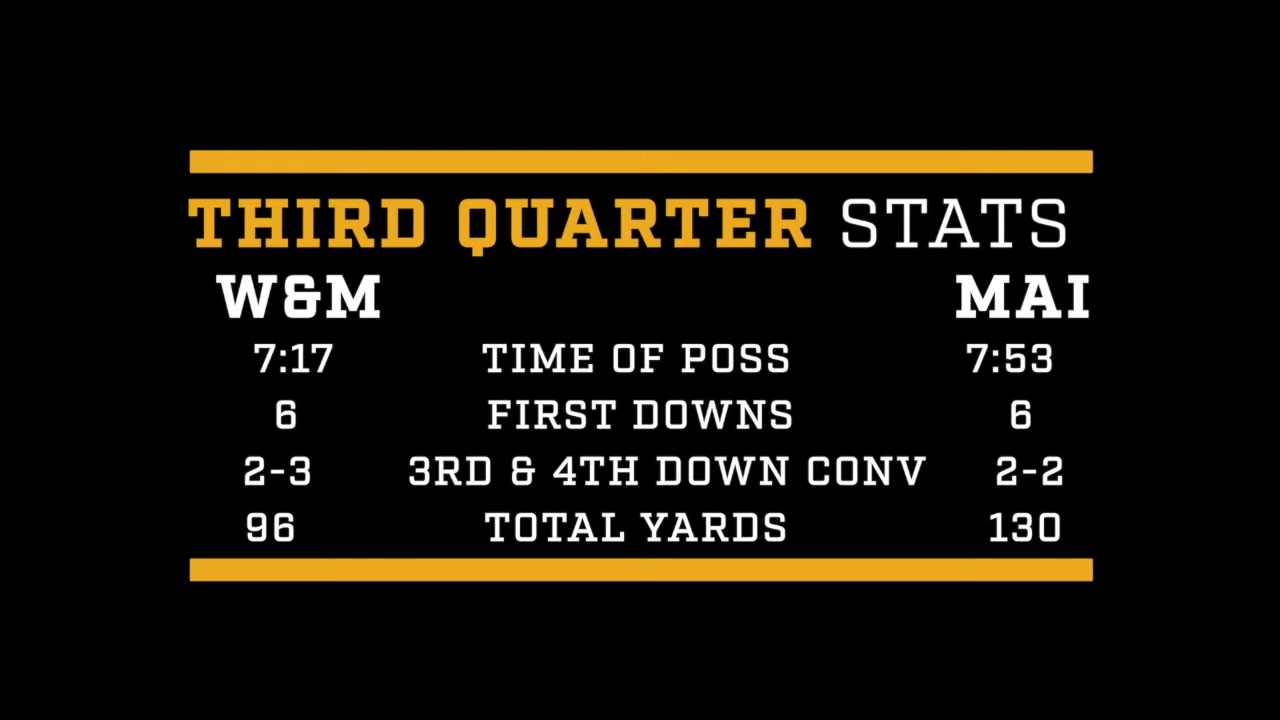 THIRD QUARTER STATS
W&M MAI
7:17 TIME OF POSS 7:53
6 FIRST DOWNS 6
2-3 3RD & 4TH DOWN CONV 2-2
96 TOTAL YARDS 130